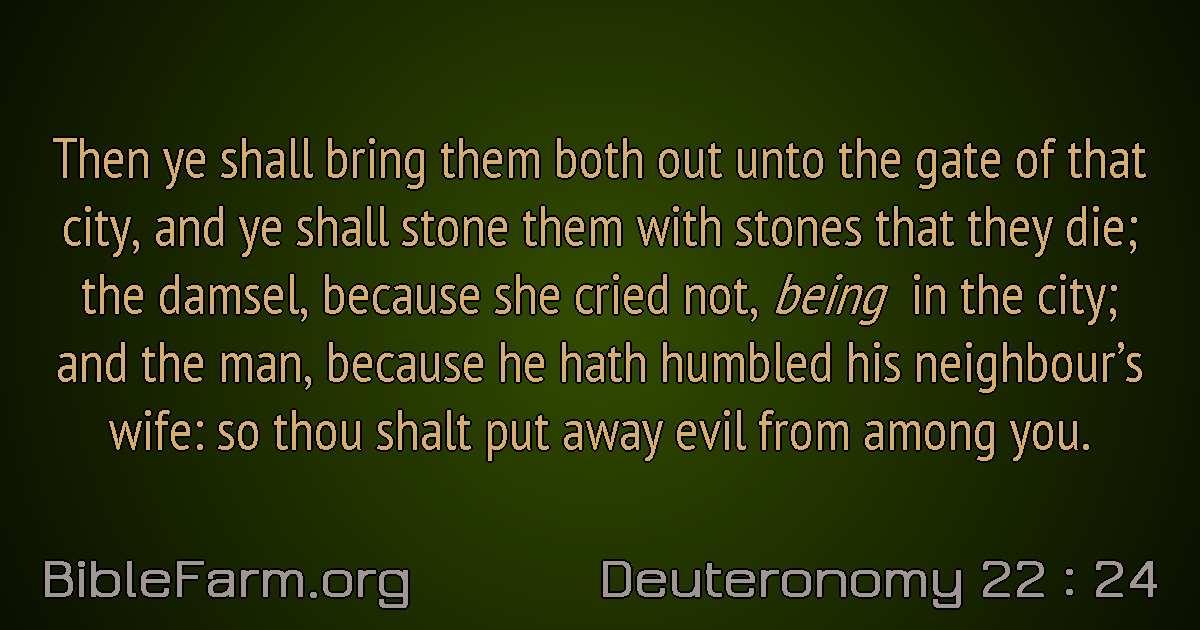 Then ye shall bring them both out unto the gate of that
city, and ye shall stone them with stones that they die;
the damsel, because she cried not, being in the city;
and the man, because he hath humbled his neighbour’s
wife: so thou shalt put away evil from among you.
BibleFarm.org
Deuteronomy 22 : 24